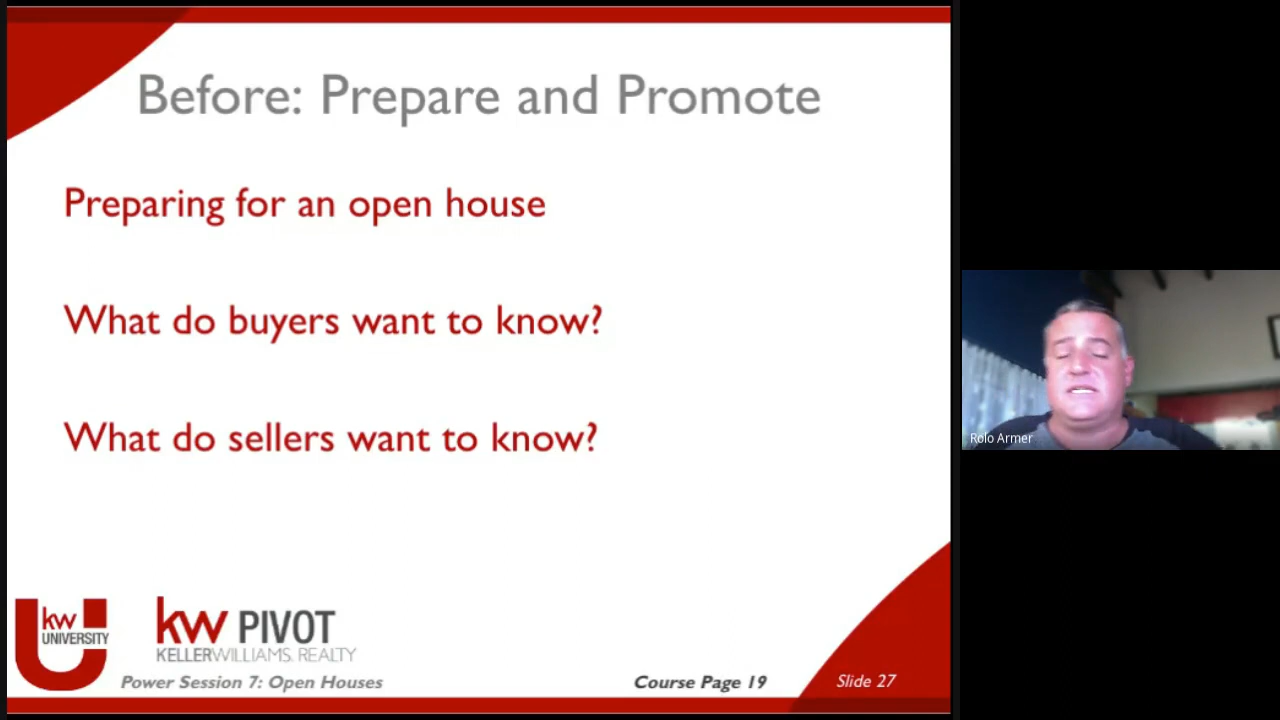 Before: Prepare and Promote
Preparing for an open house
What do buyers want to know?
What do sellers want to know?
kw
UNIVERSITY
kw PIVOT
KELLERWILLIAMS. REALTY
Power Session 7: Open Houses
Course Page 19
Slide 27
Rolo Armer